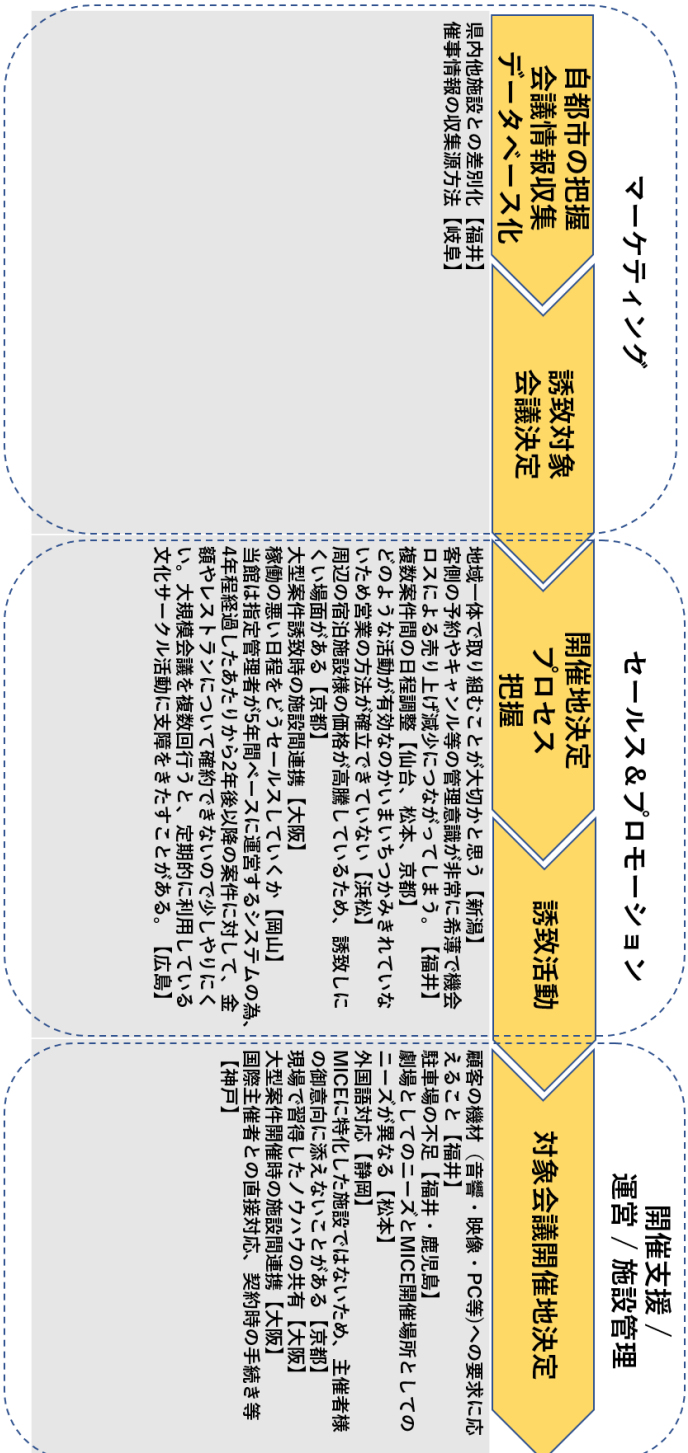 マーケティング
自都市の把握
会議情報収集
データベース化
誘致対象
会議決定
県内他施設との差別化【福井】
催事情報の収集源方法【岐阜】
セールス&プロモーション
開催地決定
プロセス
把握
誘致活動
地域一体で取り組むことが大切かと思う【新潟】
客側の予約やキャンル等の管理意識が非常に希薄で機会
ロスによる売り上げ減少につながってしまう。【福井】
複数案件間の日程調整【仙台、松本、京都】
どのような活動が有効なのかいまいちつかみきれていな
いため営業の方法が確立できていない【浜松】
周辺の宿泊施設様の価格が高騰しているため、誘致しに
くい場面がある【京都】
大型案件誘致時の施設間連携【大阪】
稼働の悪い日程をどうセールスしていくか【岡山】
当館は指定管理者が5年間ベースに運営するシステムの為、
4年程経過したあたりから2年後以降の案件に対して、金
額やレストランについて確約できないので少しやりにく
い。大規模会議を複数回行うと、定期的に利用している
文化サークル活動に支障をきたすことがある。【広島】
開催支援 /
運営 / 施設管理
対象会議開催地決定
顧客の機材(音響・映像・PC等)への要求に応
えること【福井】
駐車場の不足【福井・鹿児島】
劇場としてのニーズとMICE開催場所としての
ニーズが異なる【松本】
外国語対応【静岡】
MICEに特化した施設ではないため、主催者様
の御意向に添えないことがある【京都】
現場で習得したノウハウの共有【大阪】
大型案件開催時の施設間連携【大阪】
国際主催者との直接対応、契約時の手続き等
【神戸】